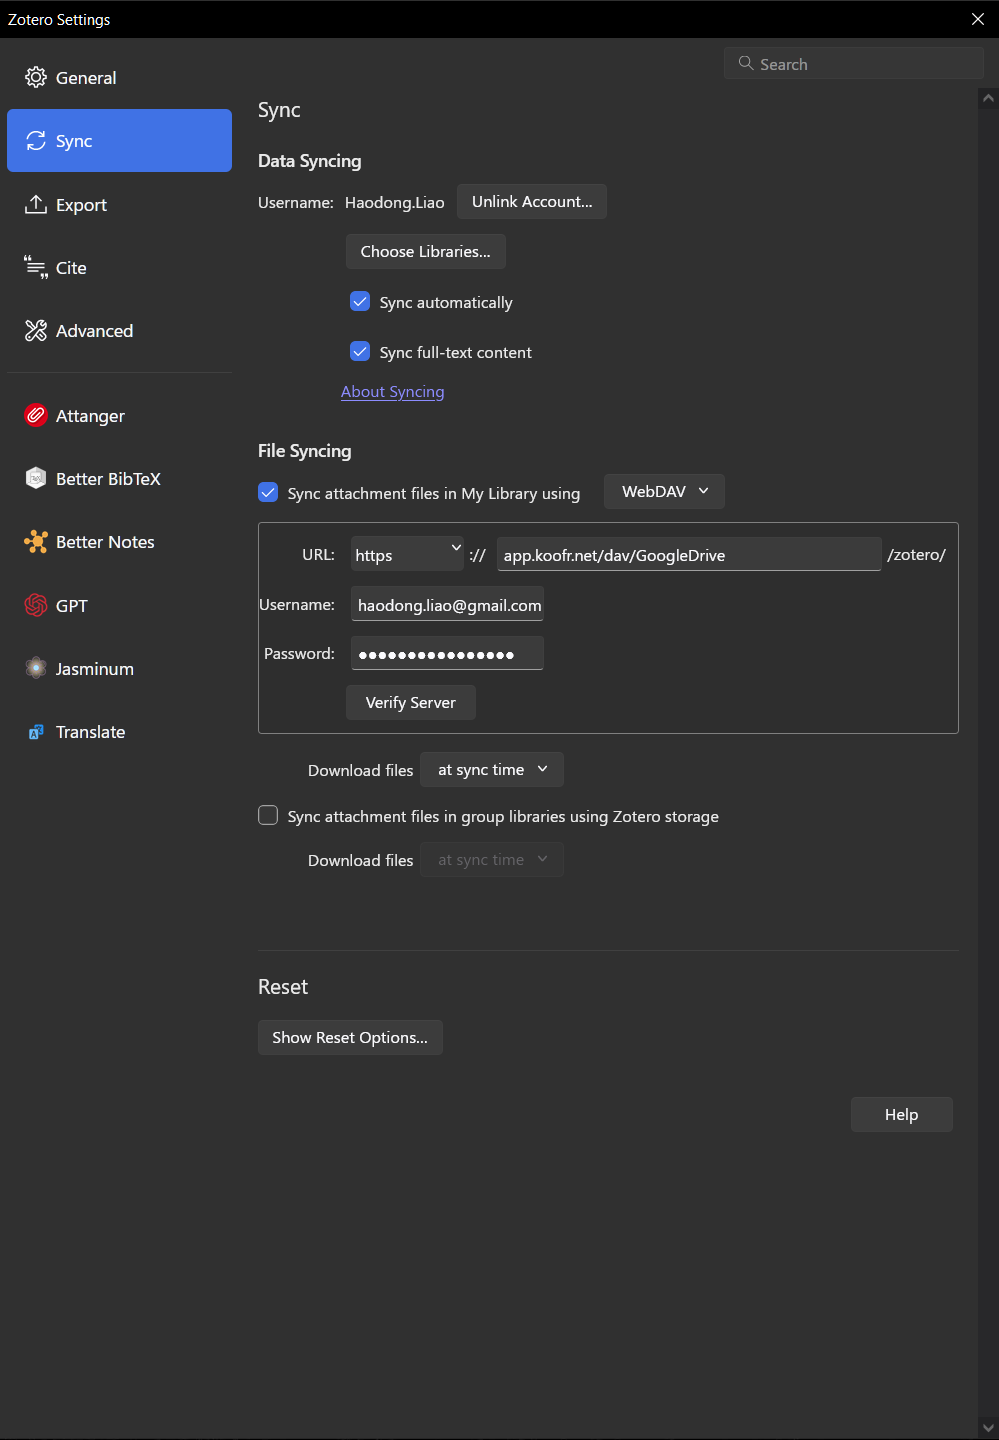 Zotero Settings
Search
General
Sync
Export
Cite
Advanced
Attanger
Better BibTeX
Better Notes
GPT
Jasminum
Translate
Sync
Data Syncing
Username: Haodong.Liao Unlink Account...
Choose Libraries...
Sync automatically
Sync full-text content
About Syncing
File Syncing
Sync attachment files in My Library using WebDAV
URL: https :// app.koofr.net/dav/GoogleDrive /zotero/
Username: haodong.liao@gmail.com
Password: ●●●●●●●●●●●●●●●●
Verify Server
Download files at sync time
Sync attachment files in group libraries using Zotero storage
Download files at sync time
Reset
Show Reset Options...
Help